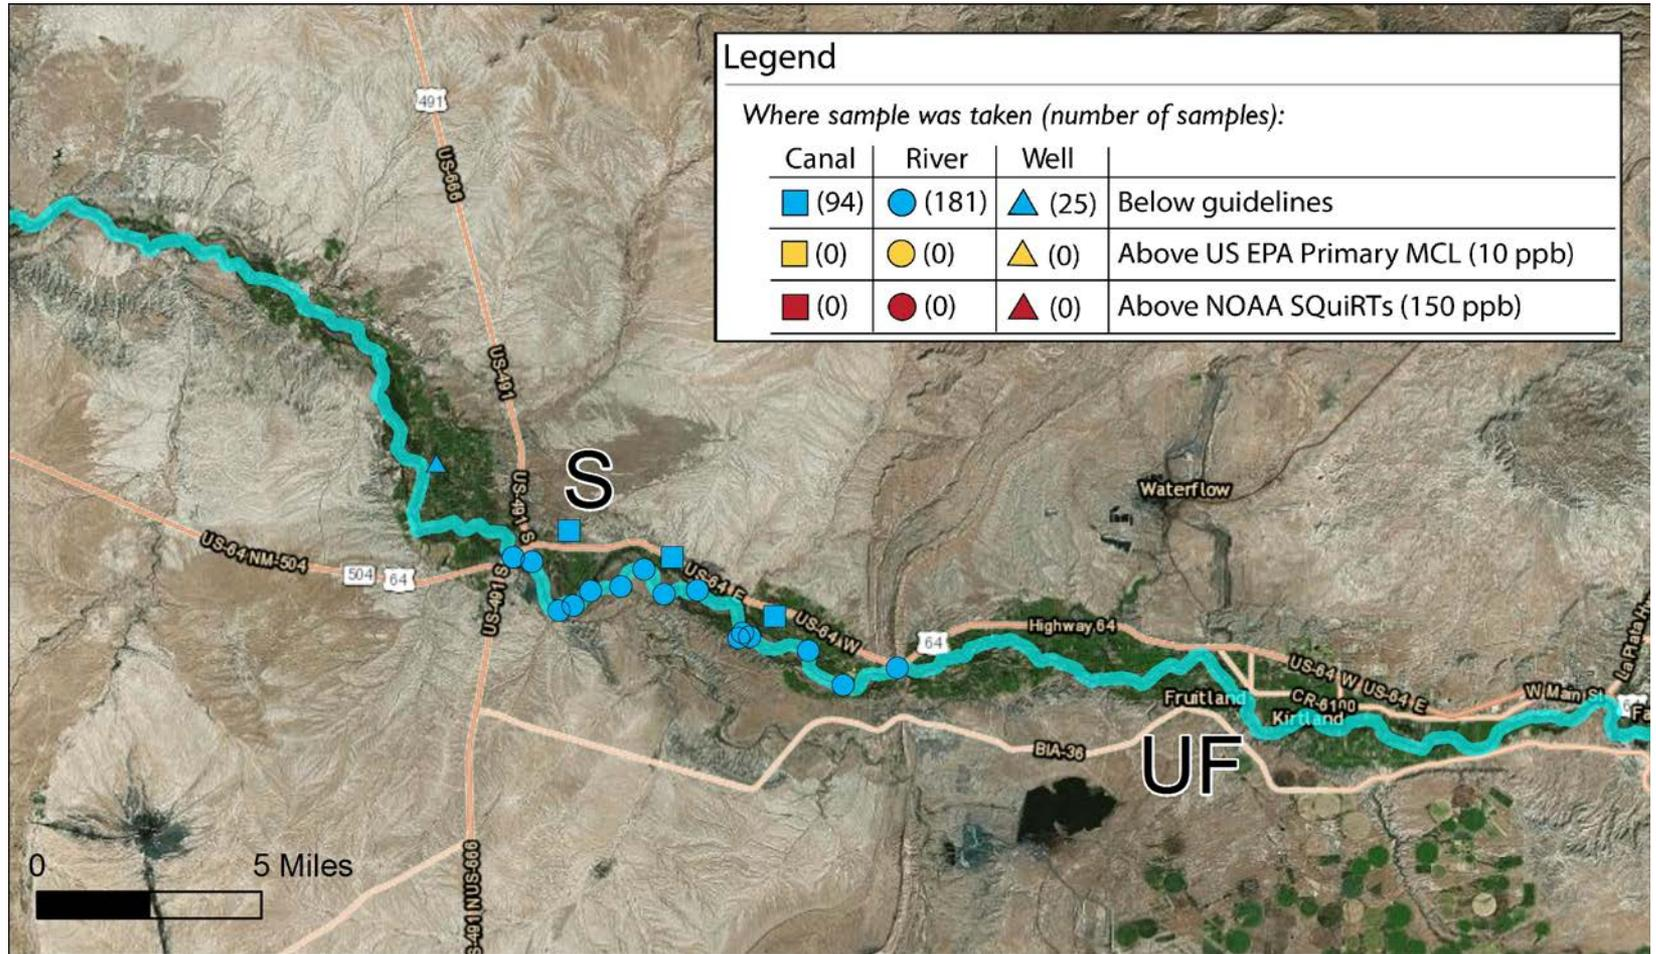 Legend
Where sample was taken (number of samples):
Canal River Well
(94) (181) (25) Below guidelines
(0) (0) (0) Above US EPA Primary MCL (10 ppb)
(0) (0) (0) Above NOAA SQuiRTs (150 ppb)
491
US-666
US-491
US-491 S
S
Waterflow
US-64 NM-504
504
64
US-491 S
US-64 E
US-64 W
64
Highway 64
US-64 W US-64 E
La Plata Hw
Fruitland
CR-6100
W Main St
Kirtland
Fa
BIA-36
UF
0 5 Miles
S-491 N US-666